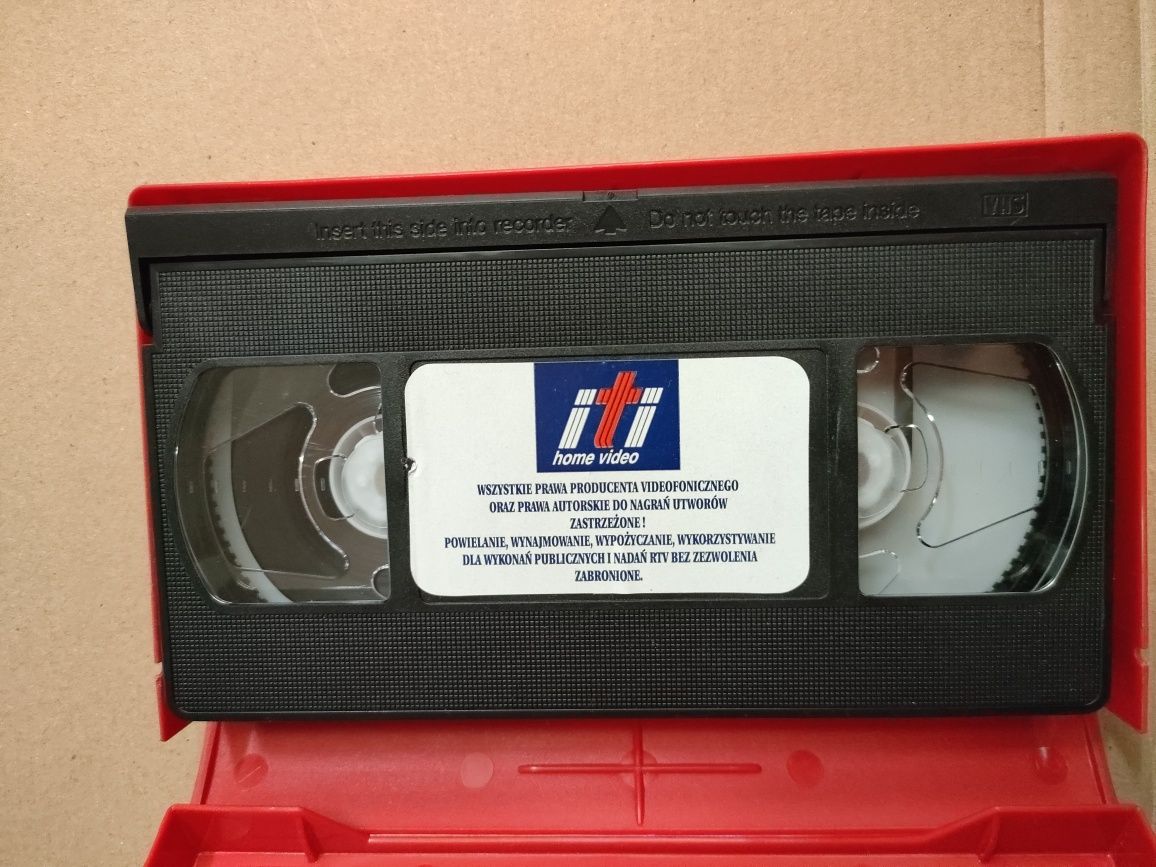 Insert this side into recorder Do not touch the tape inside VHS
iti
home video
WSZYSTKIE PRAWA PRODUCENTA VIDEOFONICZNEGO
ORAZ PRAWA AUTORSKIE DO NAGRAŃ UTWORÓW
ZASTRZEŻONE !
POWIELANIE, WYNAJMOWANIE, WYPOŻYCZANIE, WYKORZYSTYWANIE
DLA WYKONAŃ PUBLICZNYCH I NADAŃ RTV BEZ ZEZWOLENIA
ZABRONIONE.